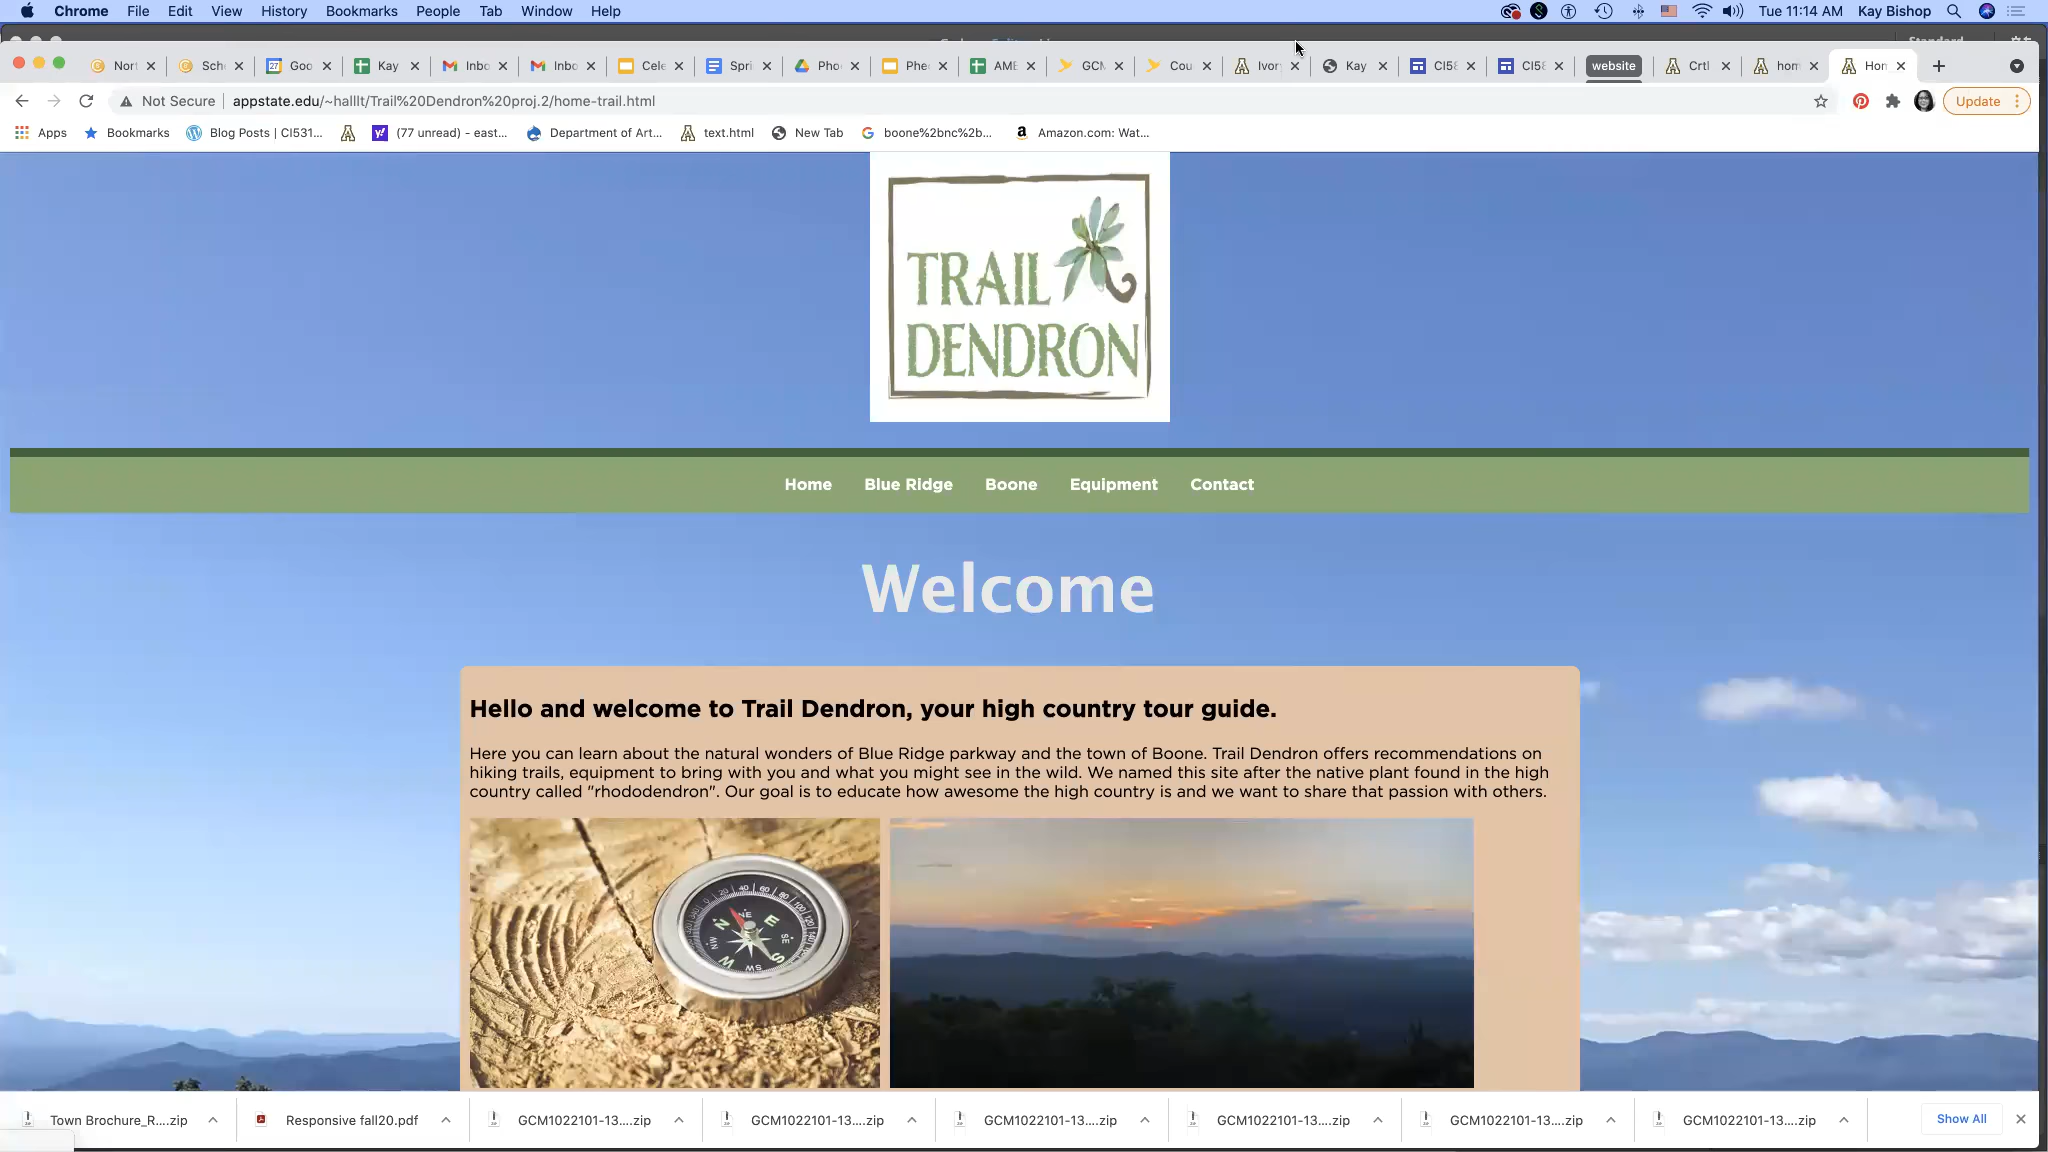 Chrome File Edit View History Bookmarks People Tab Window Help Tue 11:14 AM Kay Bishop
Nort Sch Goo Kay Inbo Inbo Cele Spri Pho Phe AME GCM Cou Ivory Kay CI58 CI58 website Crtl hom Hom
Not Secure appstate.edu/~halllt/Trail%20Dendron%20proj.2/home-trail.html Update
Apps Bookmarks Blog Posts | CI531... (77 unread) - east... Department of Art... text.html New Tab boone%2bnc%2b... Amazon.com: Wat...
TRAIL
DENDRON
Home Blue Ridge Boone Equipment Contact
Welcome
Hello and welcome to Trail Dendron, your high country tour guide.
Here you can learn about the natural wonders of Blue Ridge parkway and the town of Boone. Trail Dendron offers recommendations on
hiking trails, equipment to bring with you and what you might see in the wild. We named this site after the native plant found in the high
country called "rhododendron". Our goal is to educate how awesome the high country is and we want to share that passion with others.
Town Brochure_R....zip Responsive fall20.pdf GCM1022101-13....zip GCM1022101-13....zip GCM1022101-13....zip GCM1022101-13....zip GCM1022101-13....zip GCM1022101-13....zip Show All